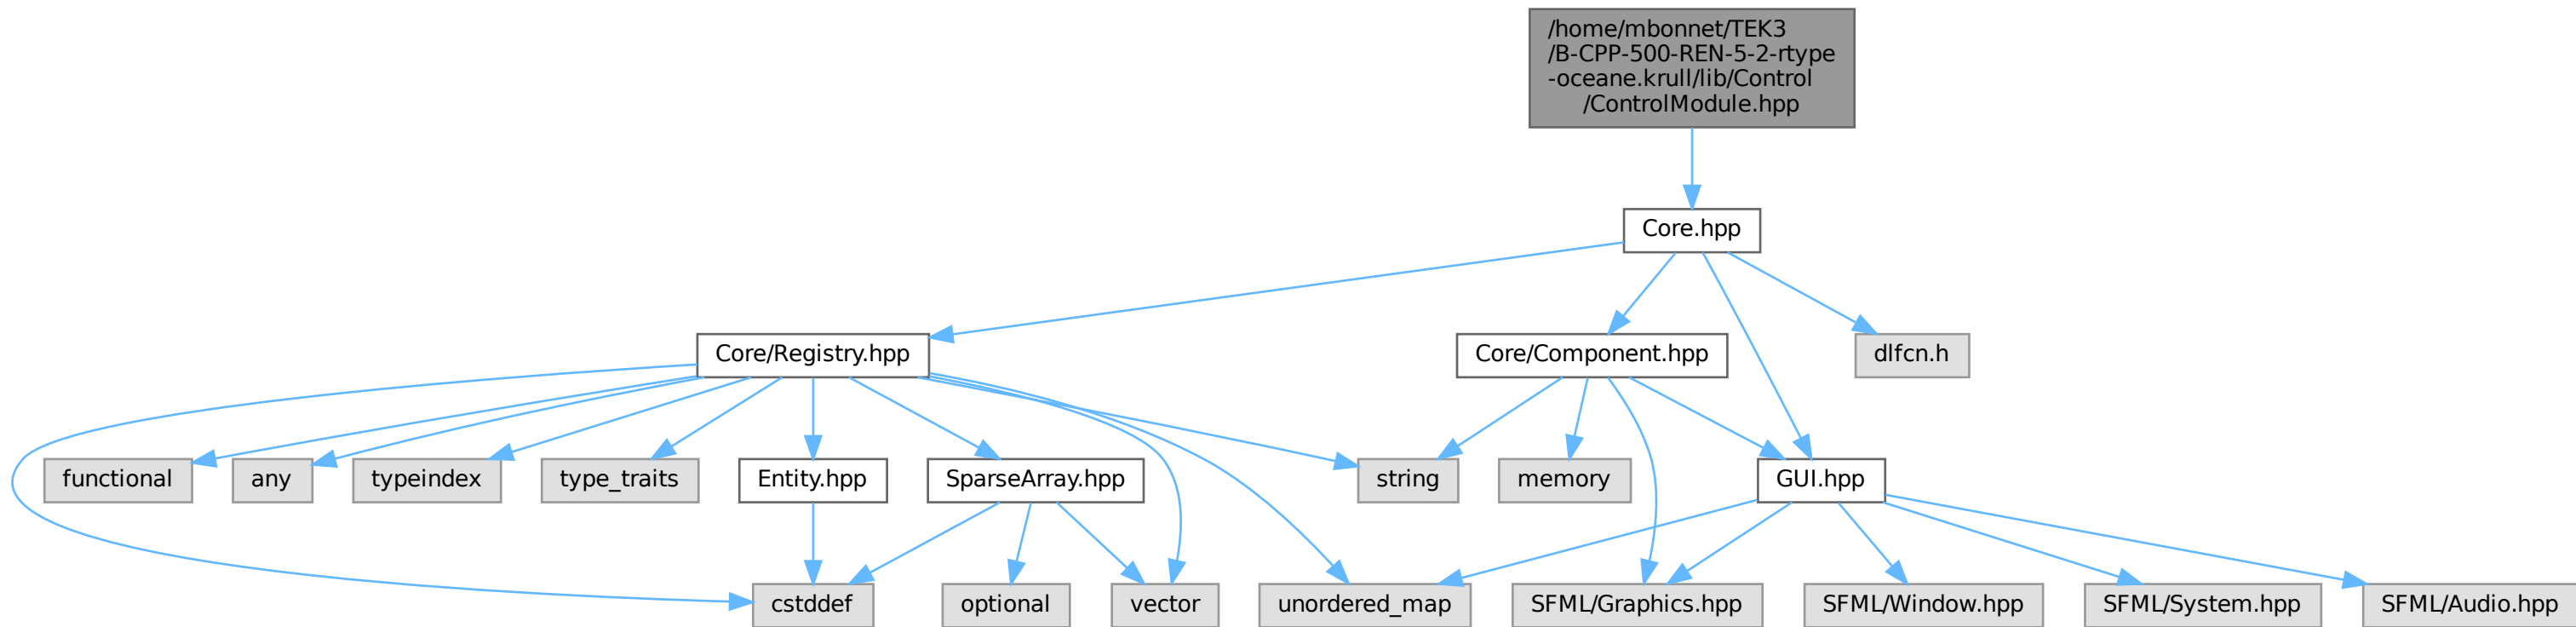 /home/mbonnet/TEK3
/B-CPP-500-REN-5-2-rtype
-oceane.krull/lib/Control
/ControlModule.hpp
Core.hpp
Core/Registry.hpp
Core/Component.hpp
dlfcn.h
functional
any
typeindex
type_traits
Entity.hpp
SparseArray.hpp
string
memory
GUI.hpp
cstddef
optional
vector
unordered_map
SFML/Graphics.hpp
SFML/Window.hpp
SFML/System.hpp
SFML/Audio.hpp